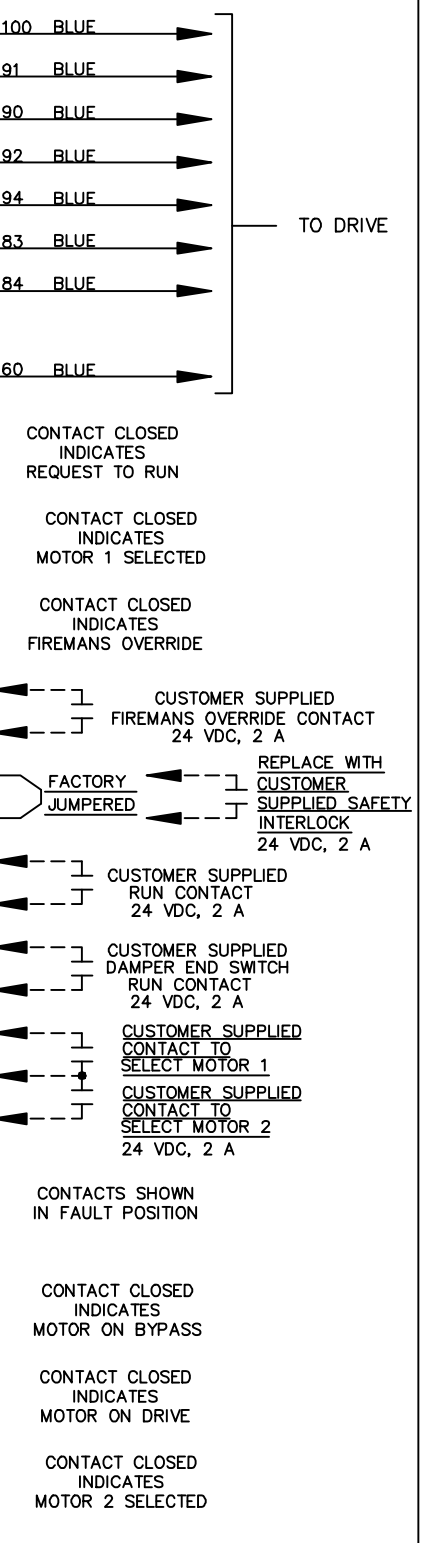 100 BLUE
91 BLUE
90 BLUE
92 BLUE
94 BLUE
TO DRIVE
83 BLUE
84 BLUE
60 BLUE
CONTACT CLOSED
INDICATES
REQUEST TO RUN
CONTACT CLOSED
INDICATES
MOTOR 1 SELECTED
CONTACT CLOSED
INDICATES
FIREMANS OVERRIDE
CUSTOMER SUPPLIED
FIREMANS OVERRIDE CONTACT
24 VDC, 2 A
FACTORY
JUMPERED
REPLACE WITH
CUSTOMER
SUPPLIED SAFETY
INTERLOCK
24 VDC, 2 A
CUSTOMER SUPPLIED
RUN CONTACT
24 VDC, 2 A
CUSTOMER SUPPLIED
DAMPER END SWITCH
RUN CONTACT
24 VDC, 2 A
CUSTOMER SUPPLIED
CONTACT TO
SELECT MOTOR 1
CUSTOMER SUPPLIED
CONTACT TO
SELECT MOTOR 2
24 VDC, 2 A
CONTACTS SHOWN
IN FAULT POSITION
CONTACT CLOSED
INDICATES
MOTOR ON BYPASS
CONTACT CLOSED
INDICATES
MOTOR ON DRIVE
CONTACT CLOSED
INDICATES
MOTOR 2 SELECTED